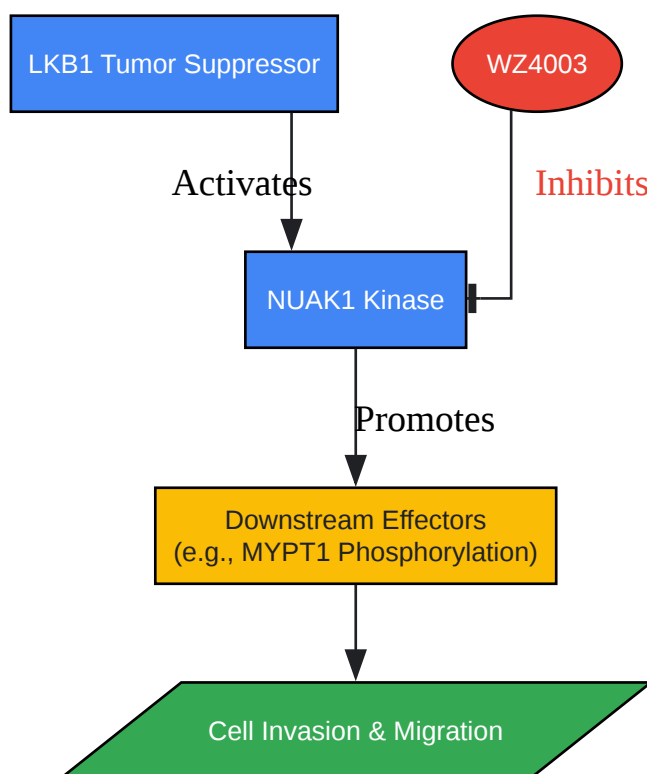 LKB1 Tumor Suppressor
WZ4003
Activates
Inhibits
NUAK1 Kinase
Promotes
Downstream Effectors
(e.g., MYPT1 Phosphorylation)
Cell Invasion & Migration